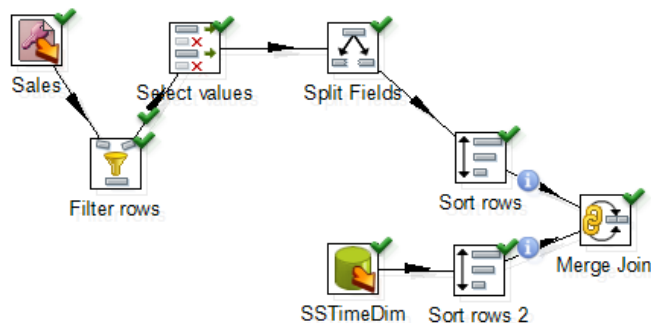 Sales
Select values
Split Fields
Filter rows
Sort rows
Merge Join
SSTimeDim
Sort rows 2